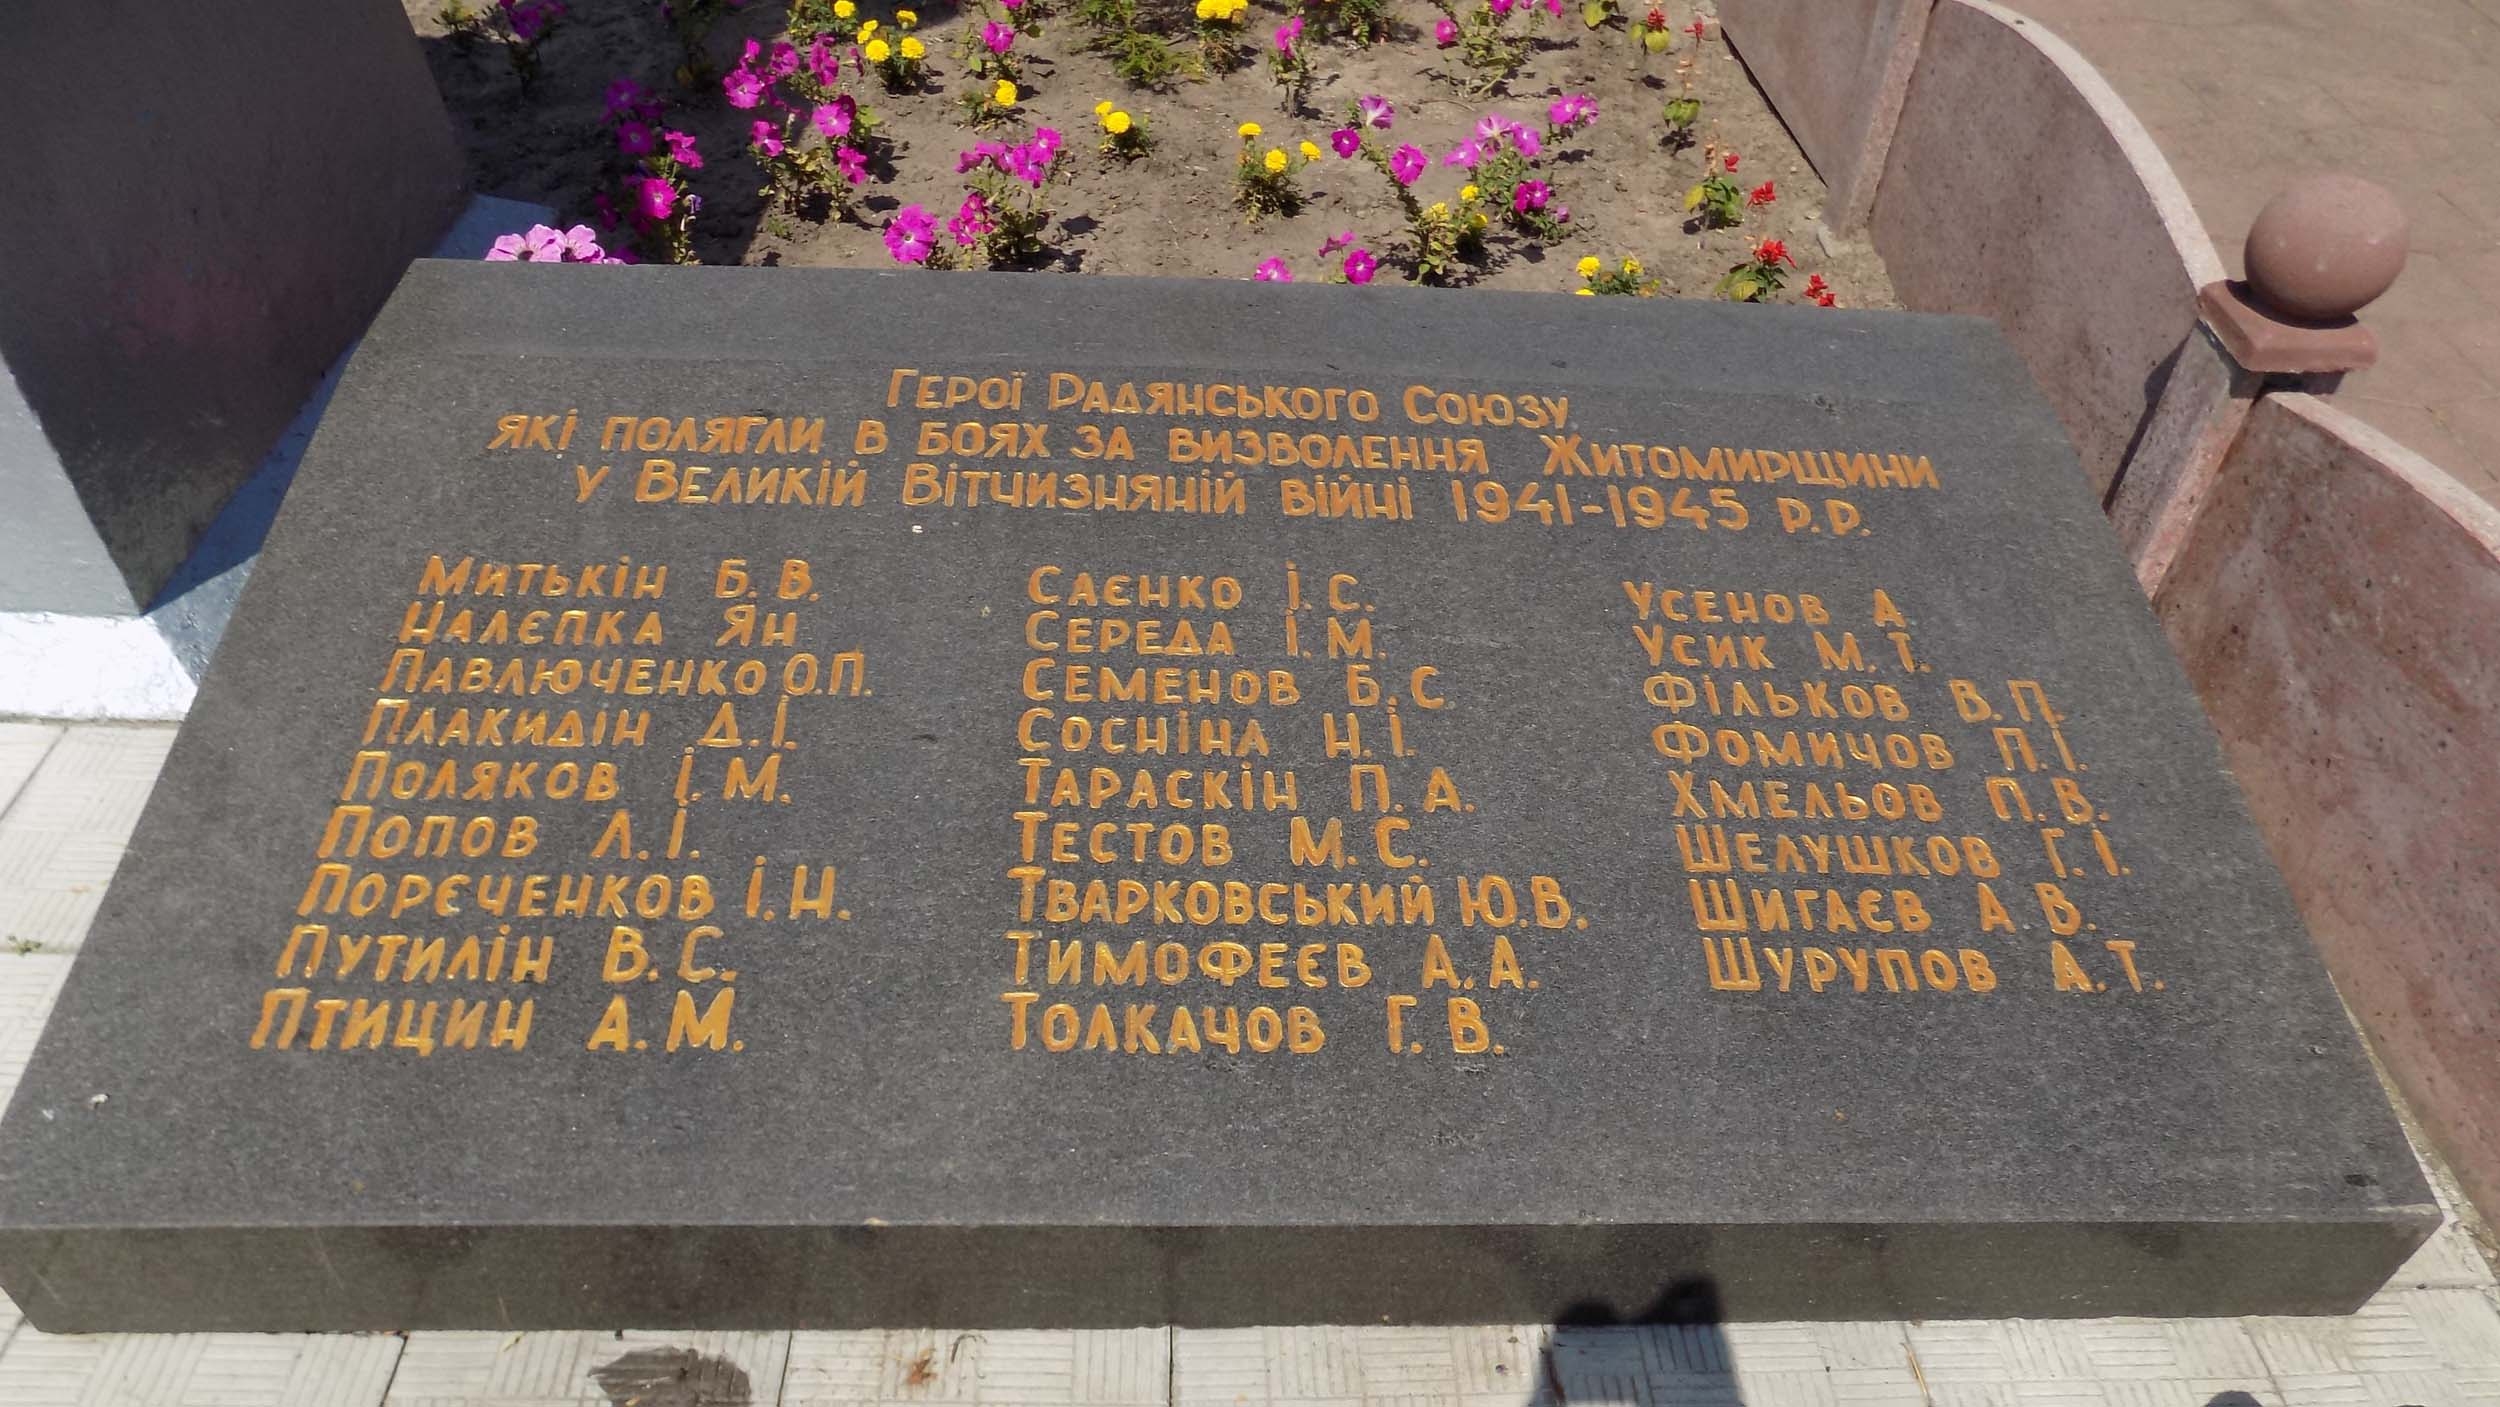 Герої Радянського Союзу
які полягли в боях за визволення Житомирщини
у Великій Вітчизняній війні 1941-1945 р.р.
Митькін Б.В.
Налєпка Ян
Павлюченко О.П.
Плакидін Д.І.
Поляков І.М.
Попов Л.І.
Порєченков І.Н.
Путилін В.С.
Птицин А.М.
Саєнко І.С.
Середа І.М.
Семенов Б.С
Сосніна Н.І.
Тараскін П.А.
Тестов М.С.
Тварковський Ю.В.
Тимофеєв А.А.
Толкачов Г.В.
Усенов А.
Усик М.Т.
Фільков В.П.
Фомичов П.І.
Хмельов П.В.
Шелушков Г.І.
Шигаєв А.В.
Шурупов А.Т.